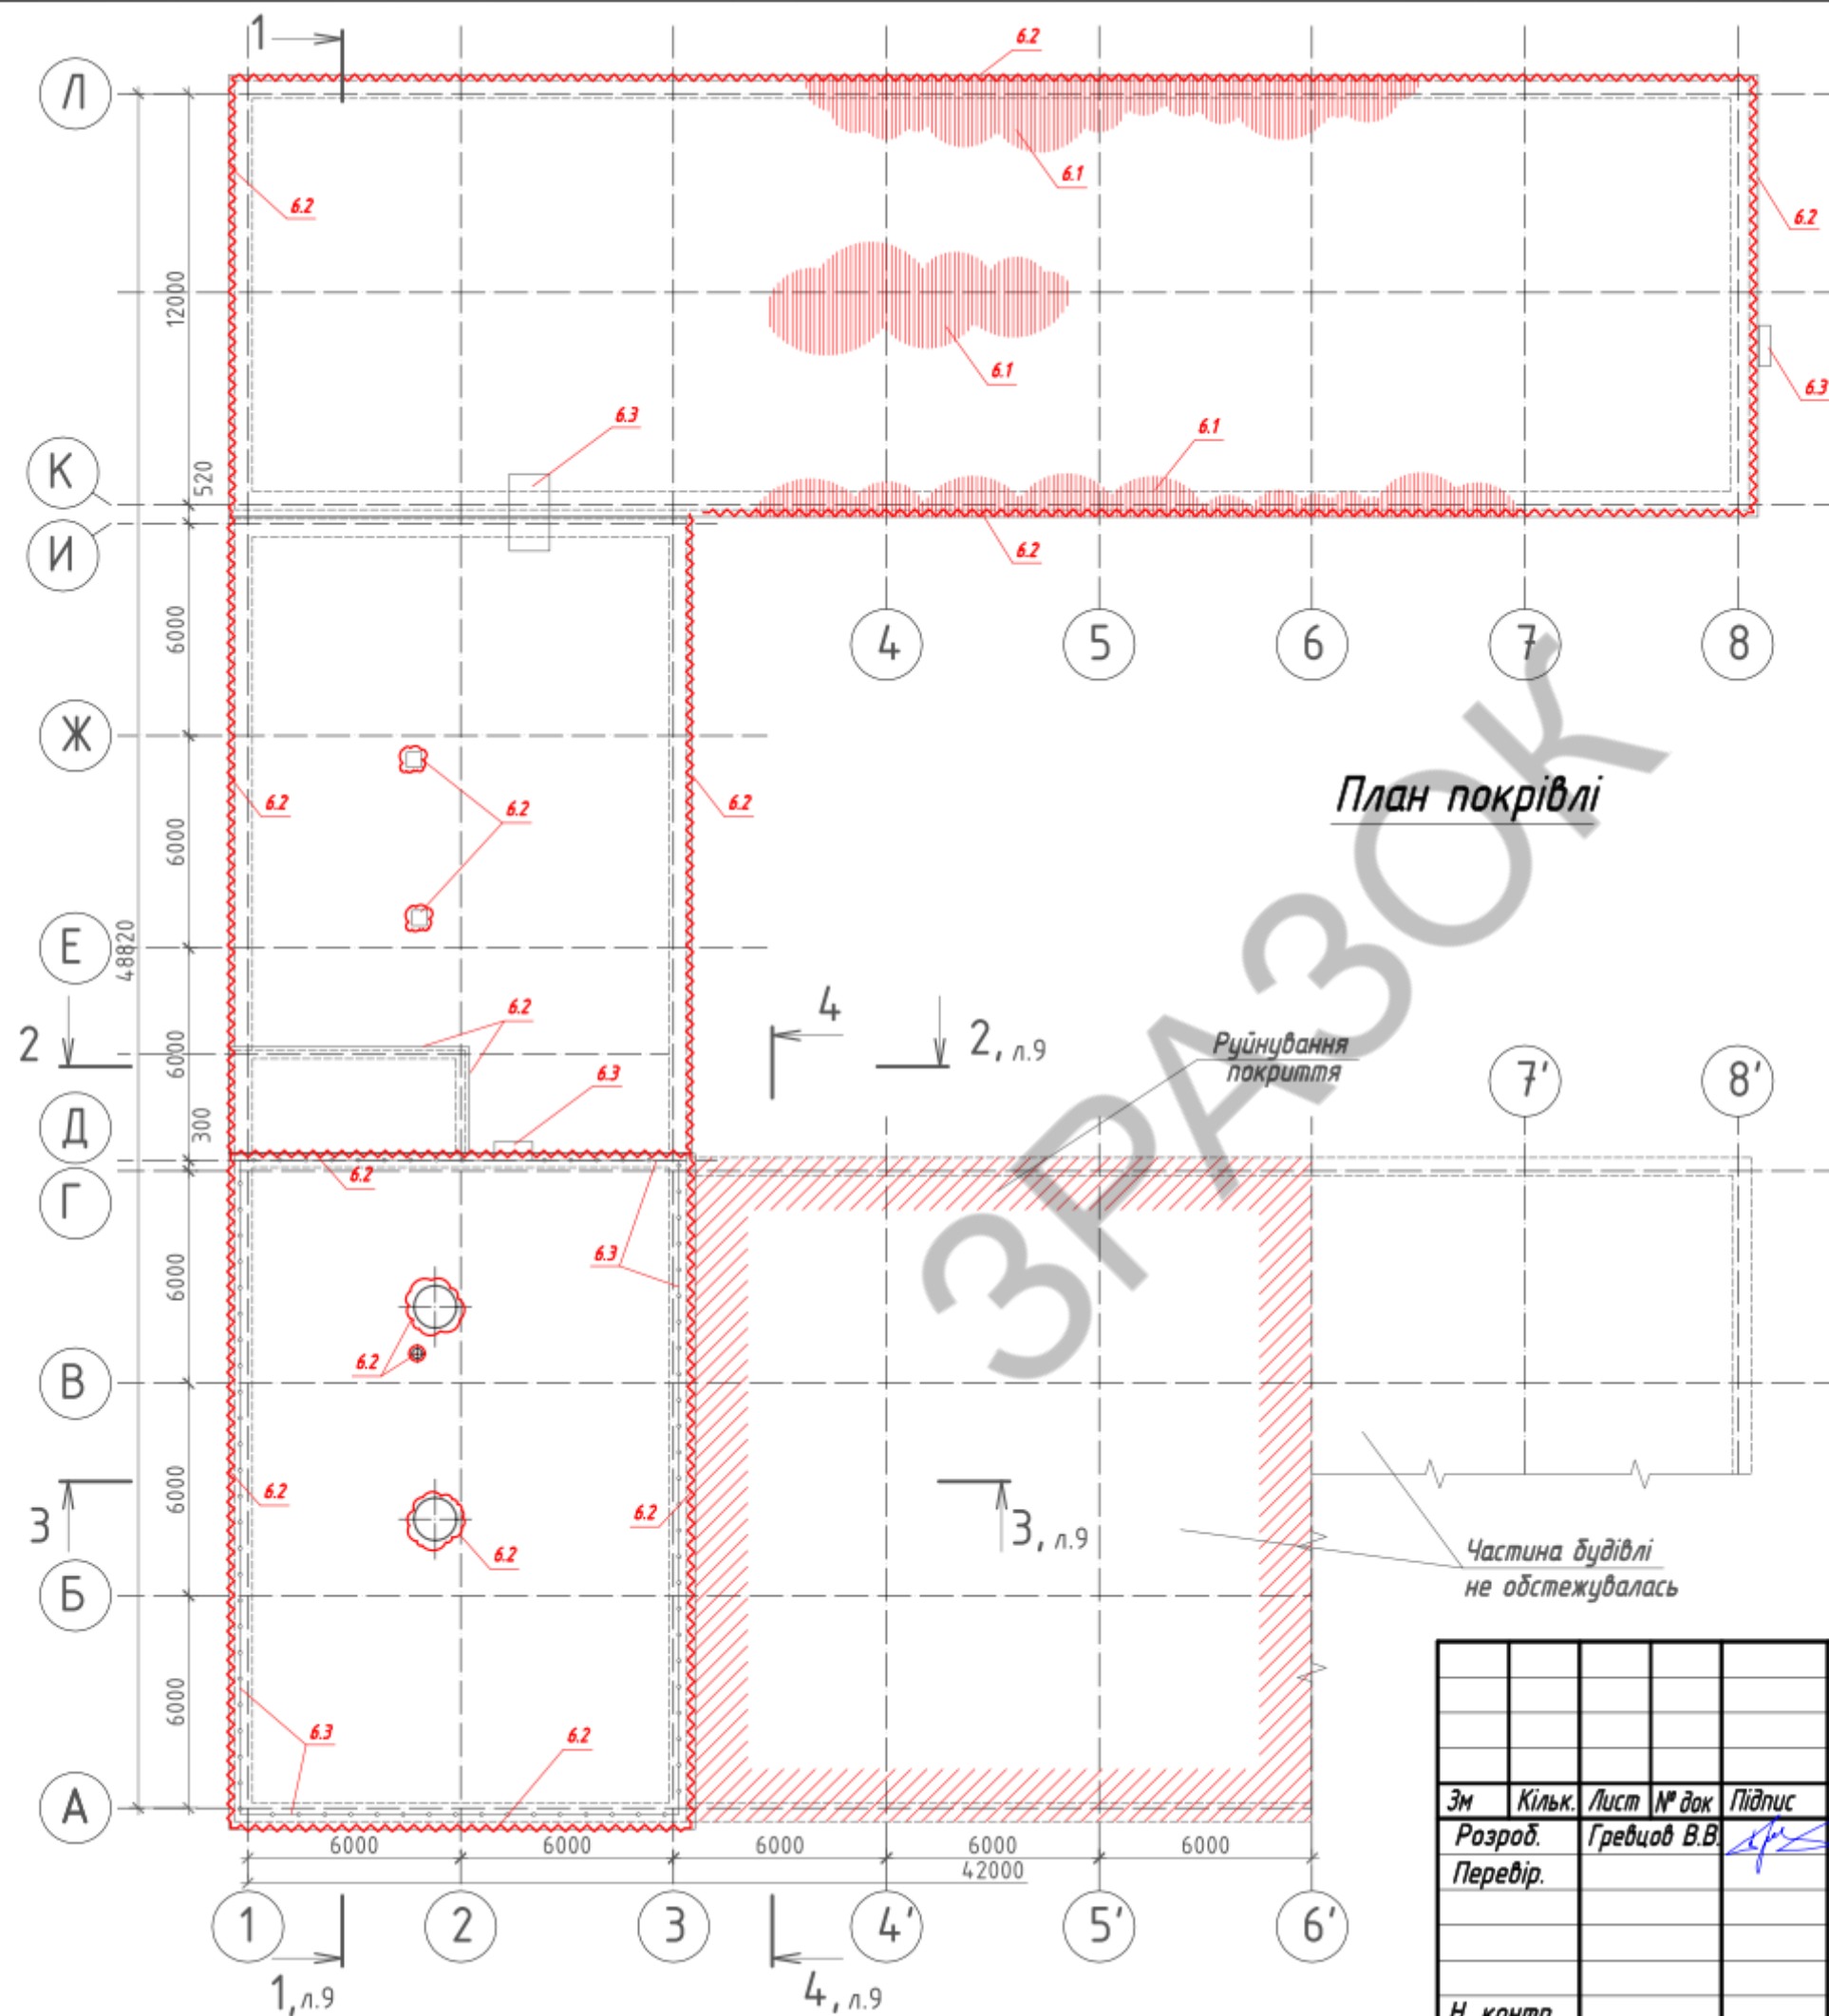 1
6.2
Л
6.1
6.2
6.2
12000
6.1
6.3
6.3
6.1
К
520
И
6.2
6000
4
5
6
7
8
Ж
План покрівлі
6.2
6.2
6.2
6000
Е
48820
6.2
4
2
2, л.9
Руйнування
покриття
6000
6.3
7'
8'
Д
300
6.2
Г
6.3
6000
ЗРАЗОК
6.2
В
6000
6.2
6.2
3
3, л.9
6.2
Частина будівлі
не обстежувалась
Б
6000
6.3
6.2
А
Зм Кільк. Лист № док Підпис
Розроб. Гревцов В.В.
Перевір.
6000 6000 6000 6000 6000
42000
1 2 3 4' 5' 6'
1, л.9
4, л.9
Н. контр